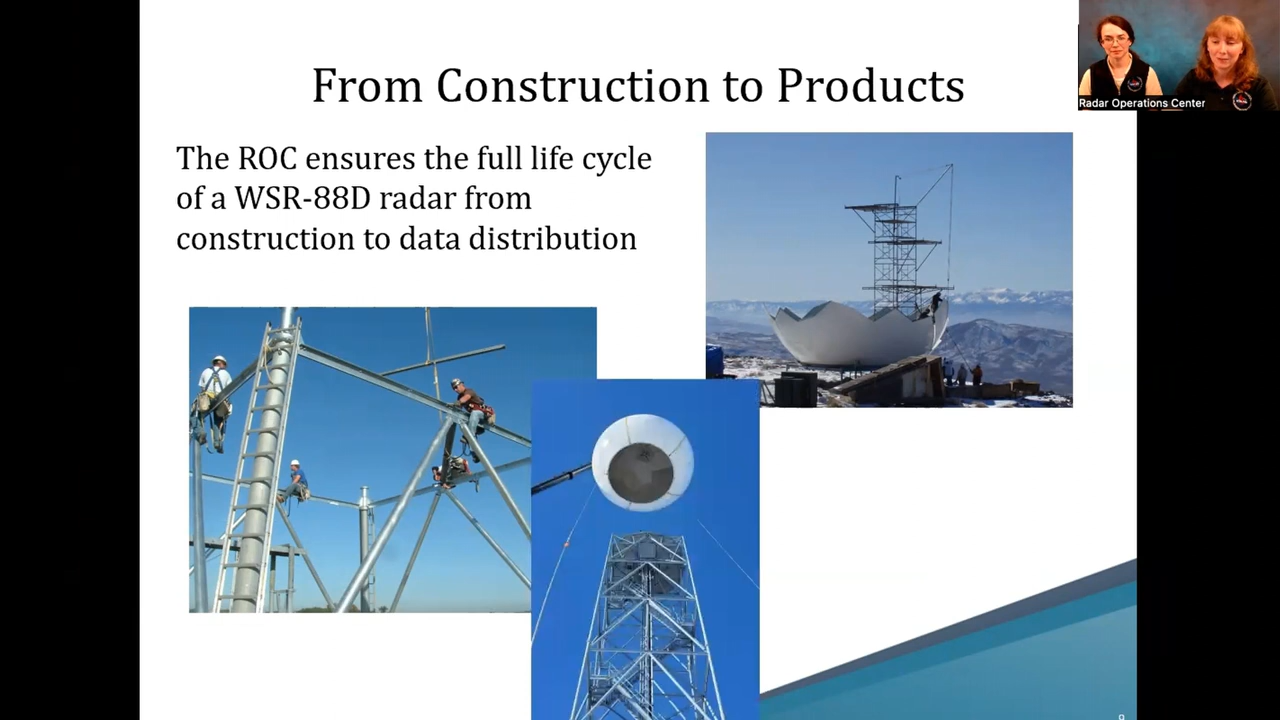 From Construction to Products
The ROC ensures the full life cycle
of a WSR-88D radar from
construction to data distribution
Radar Operations Center
9